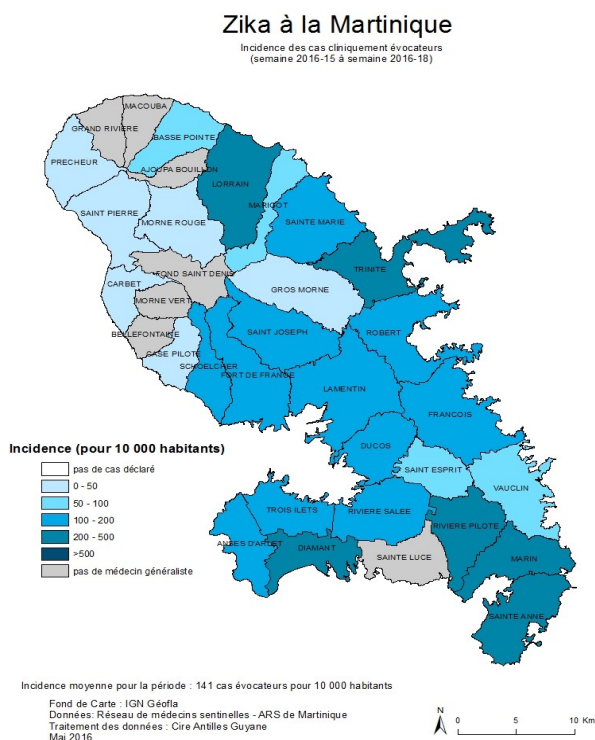 Zika à la Martinique
Incidence des cas cliniquement évocateurs
(semaine 2016-15 à semaine 2016-18)
MACOUBA
GRAND RIVIERE
BASSE POINTE
PRECHEUR
AJOUPA BOUILLON
LORRAIN
MARIGOT
SAINT PIERRE
MORNE ROUGE
SAINTE MARIE
FOND SAINT DENIS
TRINITE
CARBET
GROS MORNE
MORNE VERT
BELLEFONTAINE
SAINT JOSEPH
ROBERT
CASE PILOTE
SCHOELCHER
FORT DE FRANCE
LAMENTIN
FRANCOIS
DUCOS
SAINT ESPRIT
VAUCLIN
TROIS ILETS
RIVIERE SALEE
RIVIERE PILOTE
ANSES D'ARLET
DIAMANT
SAINTE LUCE
MARIN
SAINTE ANNE
Incidence (pour 10 000 habitants)
pas de cas déclaré
0 - 50
50 - 100
100 - 200
200 - 500
>500
pas de médecin généraliste
Incidence moyenne pour la période : 141 cas évocateurs pour 10 000 habitants
Fond de Carte : IGN Géofla
Données: Réseau de médecins sentinelles - ARS de Martinique
Traitement des données : Cire Antilles Guyane
Mai 2016
N
0 5 10 Km